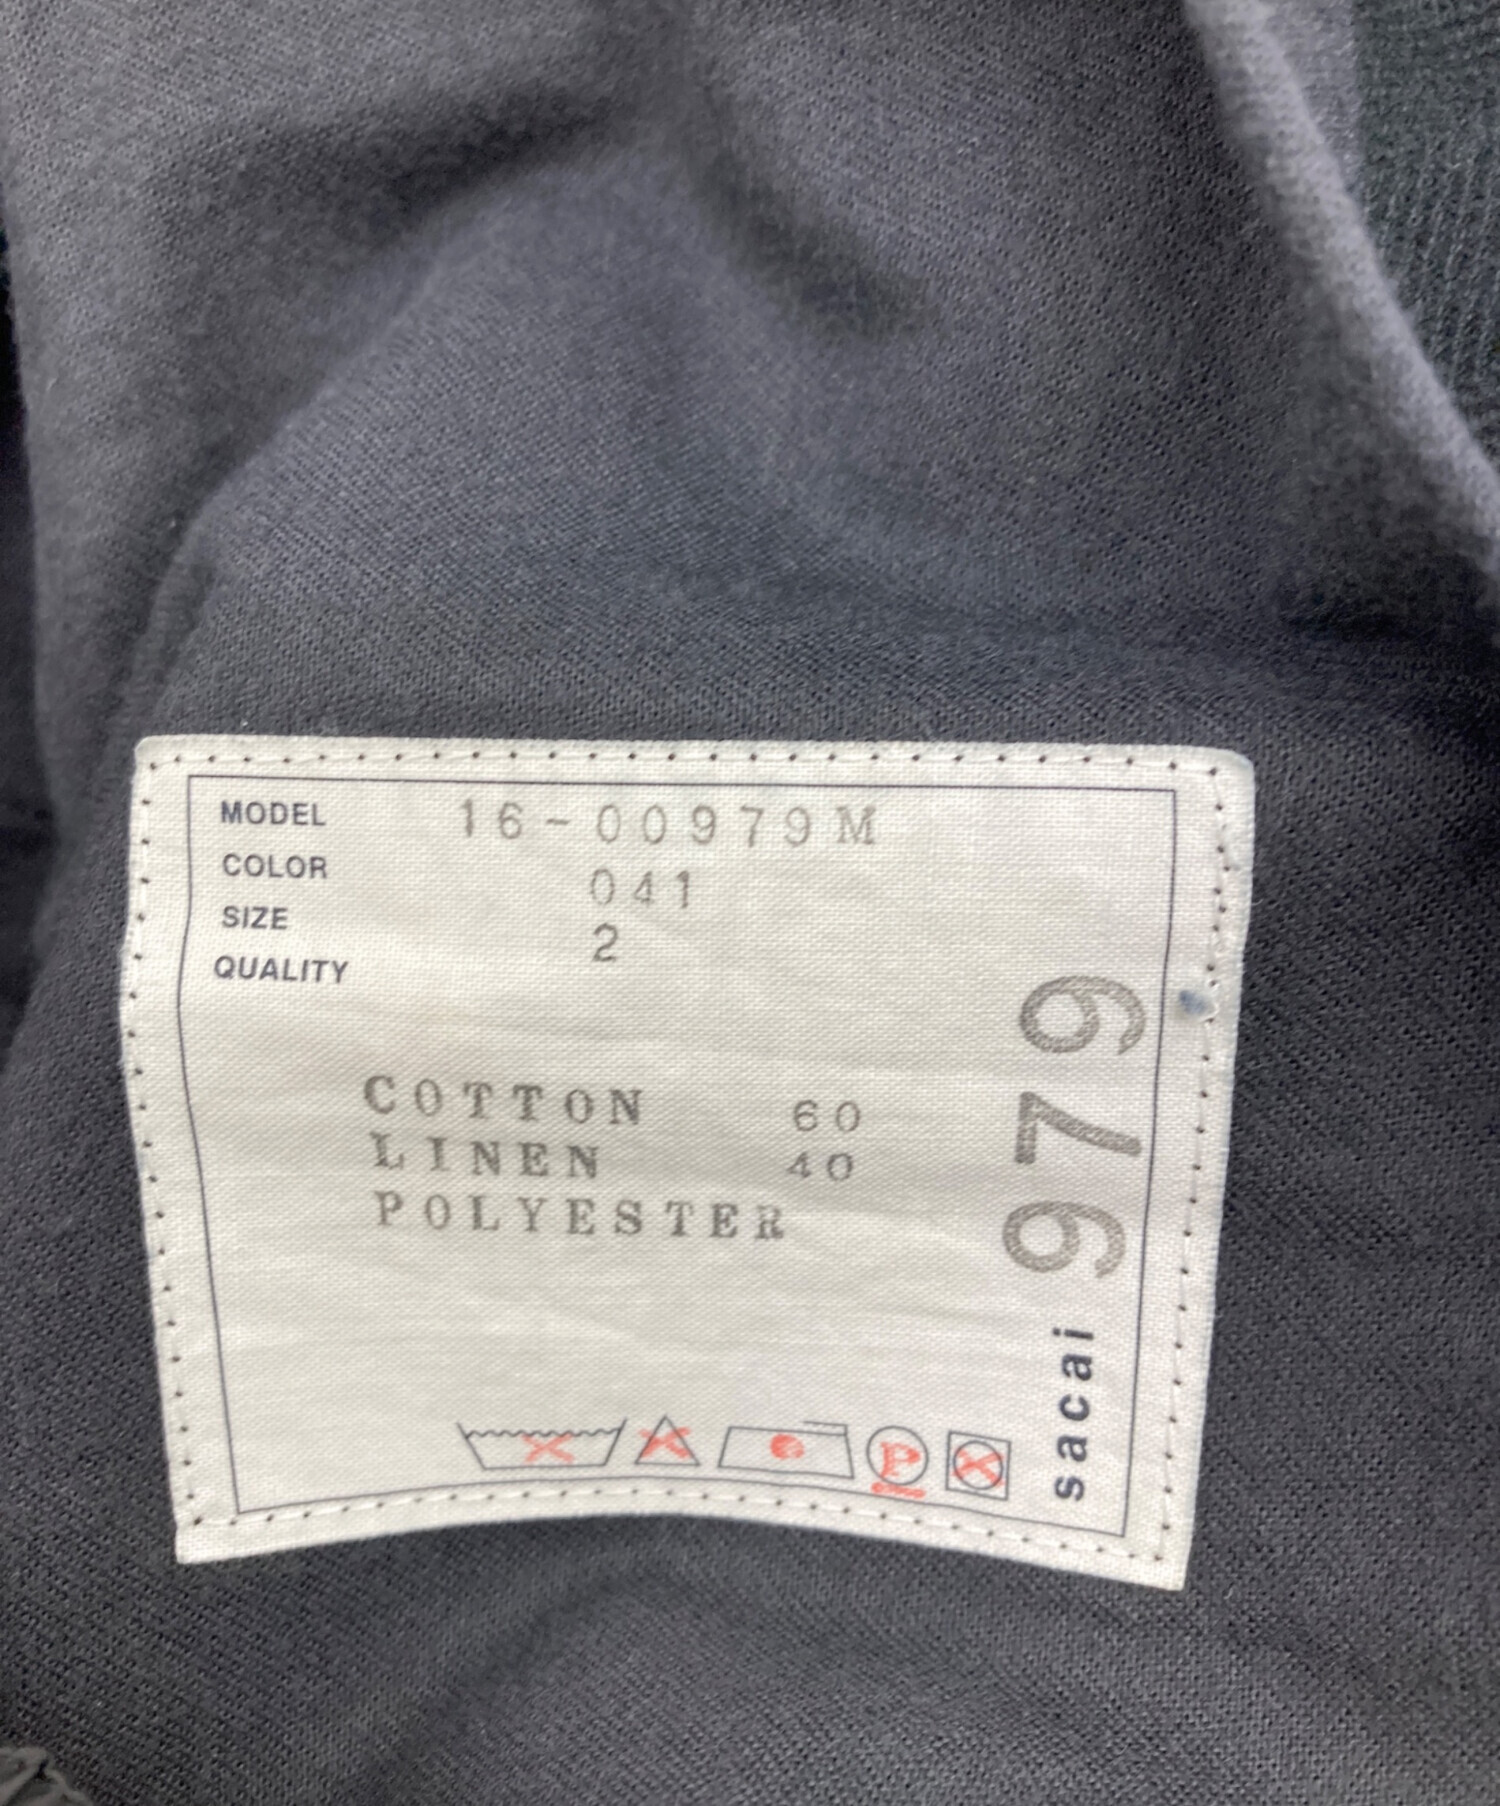 MODEL 16-00979M
COLOR 041
SIZE 2
QUALITY
COTTON 60
LINEN 40
POLYESTER
P
sacai 979